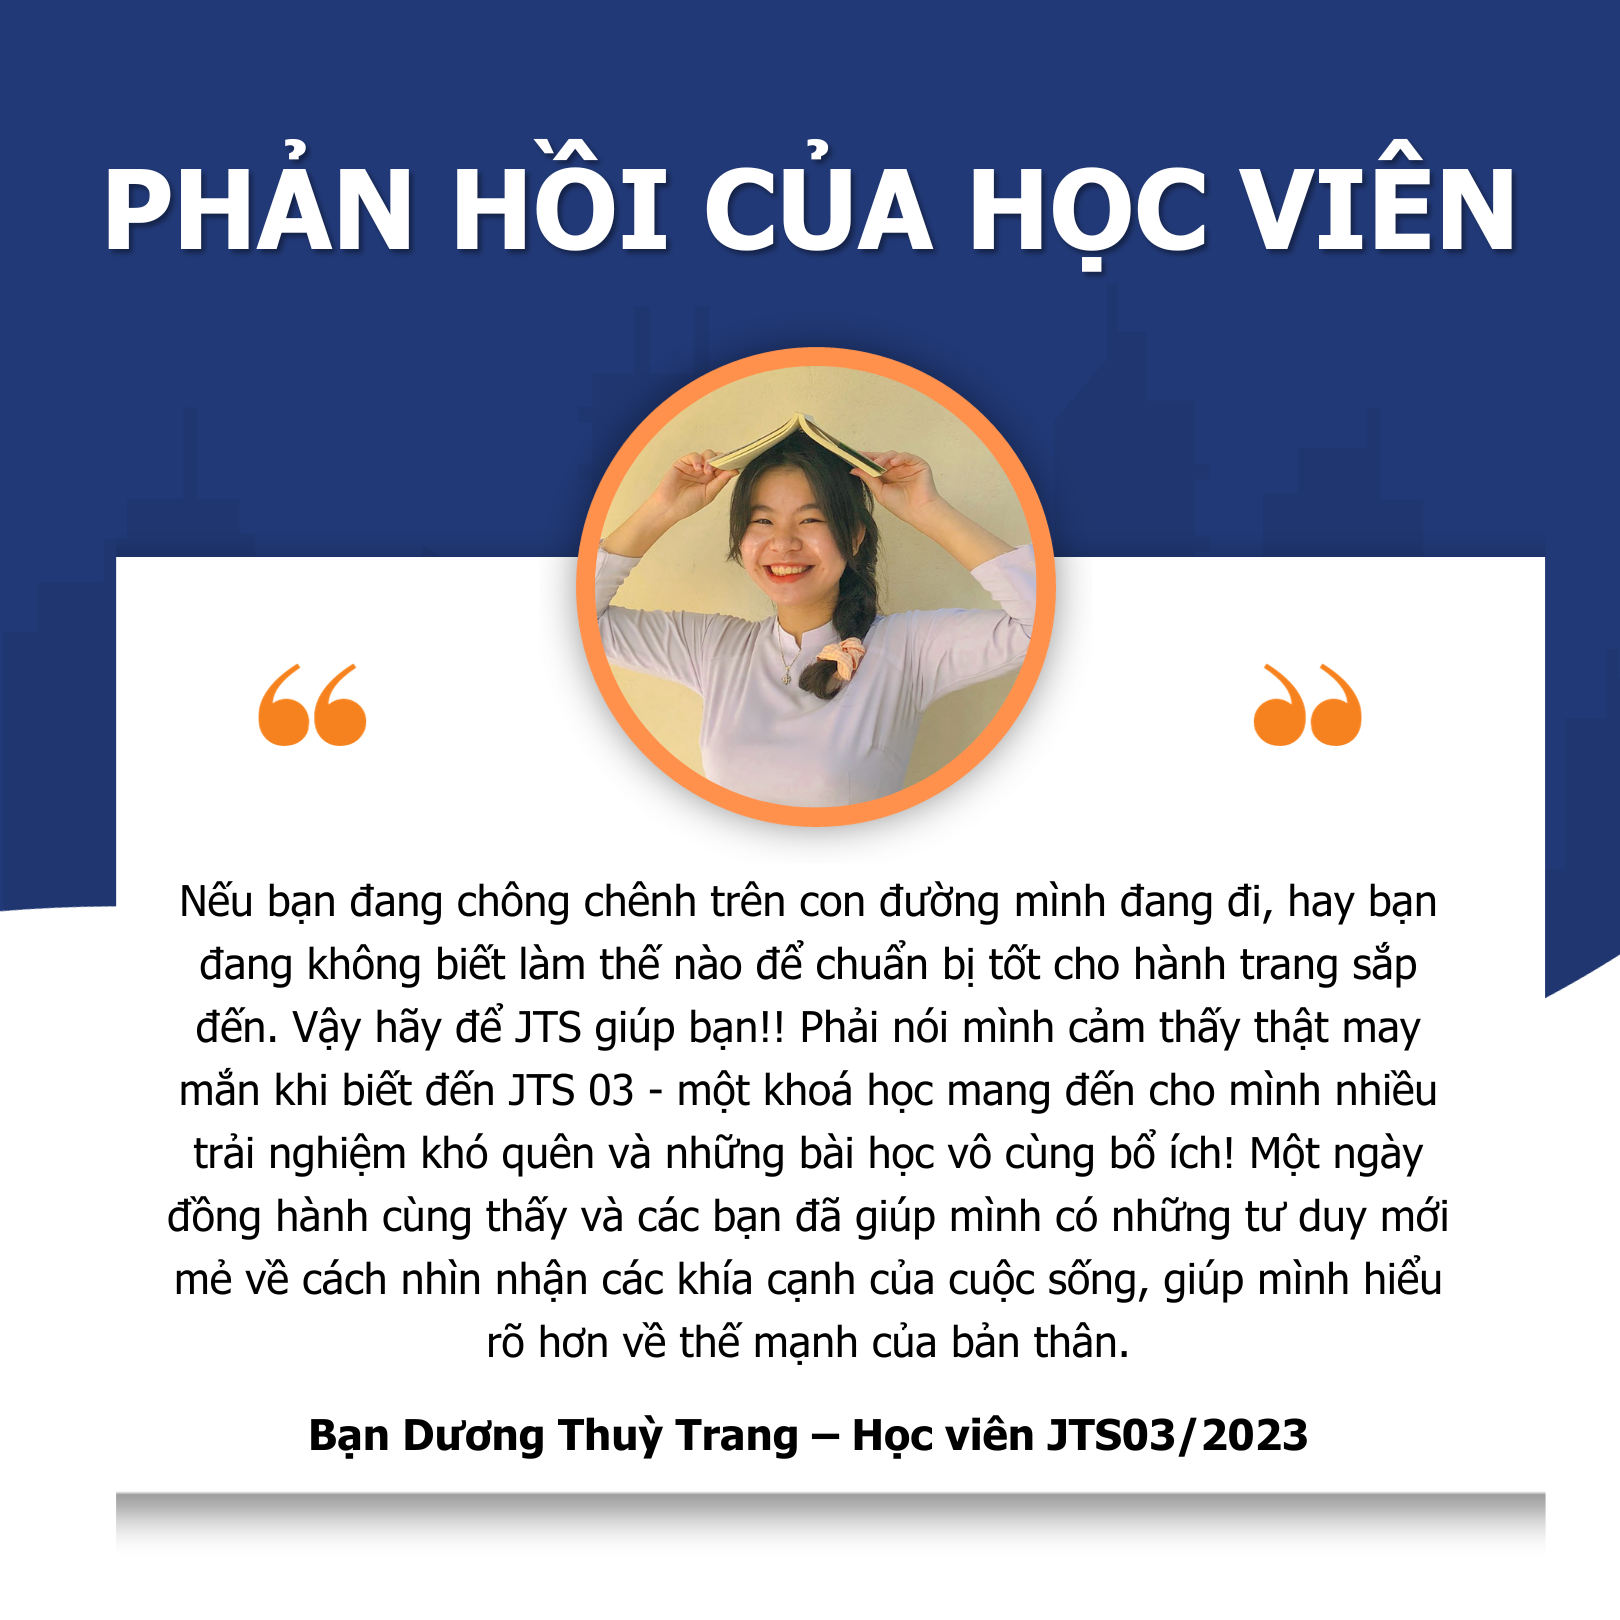 PHẢN HỒI CỦA HỌC VIÊN
Nếu bạn đang chông chênh trên con đường mình đang đi, hay bạn
đang không biết làm thế nào để chuẩn bị tốt cho hành trang sắp
đến. Vậy hãy để JTS giúp bạn!! Phải nói mình cảm thấy thật may
mắn khi biết đến JTS 03 - một khoá học mang đến cho mình nhiều
trải nghiệm khó quên và những bài học vô cùng bổ ích! Một ngày
đồng hành cùng thấy và các bạn đã giúp mình có những tư duy mới
mẻ về cách nhìn nhận các khía cạnh của cuộc sống, giúp mình hiểu
rõ hơn về thế mạnh của bản thân.
Bạn Dương Thuỳ Trang – Học viên JTS03/2023